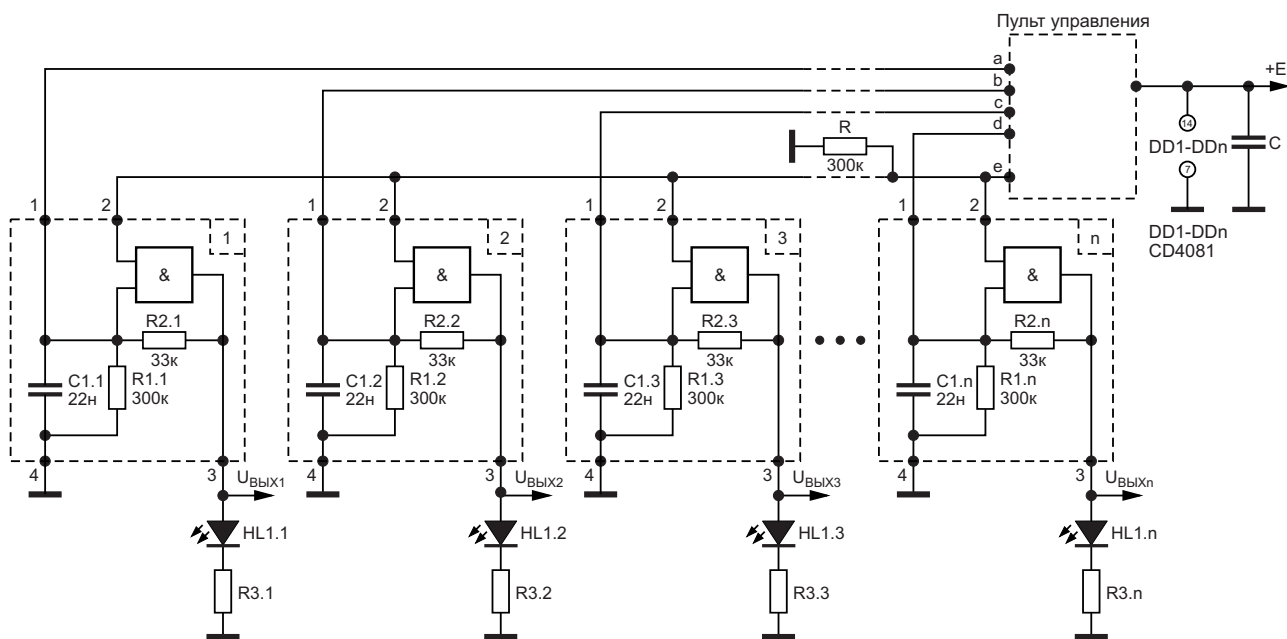 Пульт управления
a
b
c
d
e
+E
R
300к
14
DD1-DDn
7
C
DD1-DDn
CD4081
1 2
1 2
1 2
1 2
1
2
3
n
&
&
&
&
R2.1
33к
R2.2
33к
R2.3
33к
R2.n
33к
C1.1
22н
R1.1
300к
C1.2
22н
R1.2
300к
C1.3
22н
R1.3
300к
C1.n
22н
R1.n
300к
4 3
4 3
4 3
4 3
UВЫХ1
UВЫХ2
UВЫХ3
UВЫХn
HL1.1
HL1.2
HL1.3
HL1.n
R3.1
R3.2
R3.3
R3.n